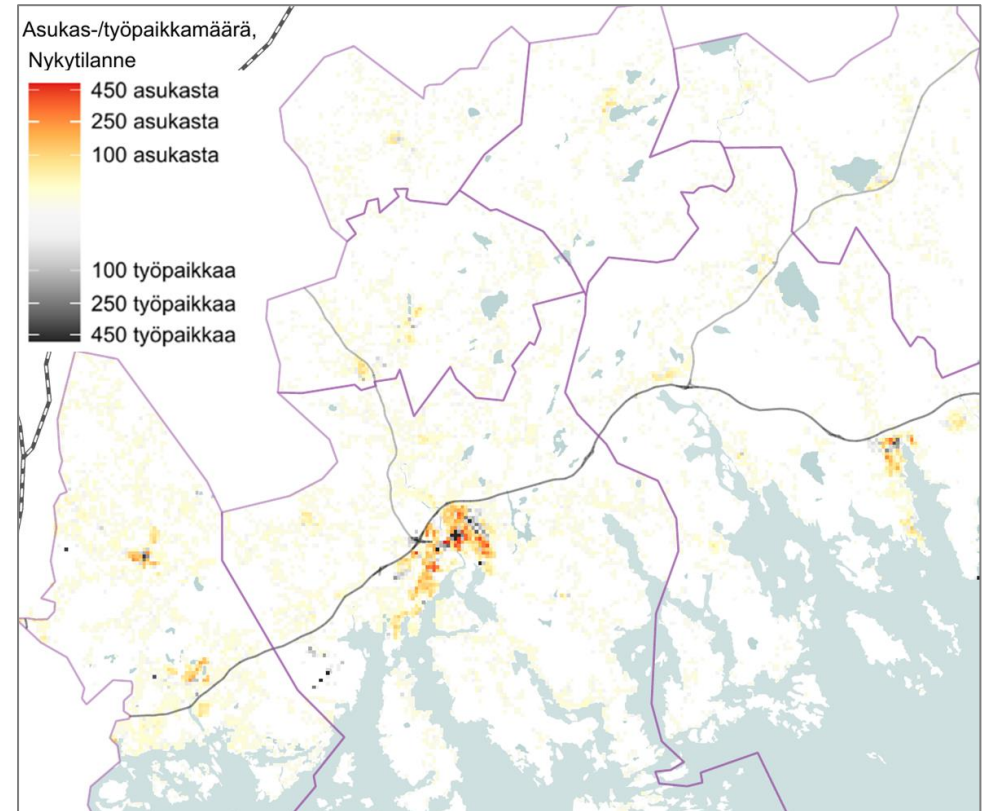 Asukas-/työpaikkamäärä,
Nykytilanne
450 asukasta
250 asukasta
100 asukasta
100 työpaikkaa
250 työpaikkaa
450 työpaikkaa